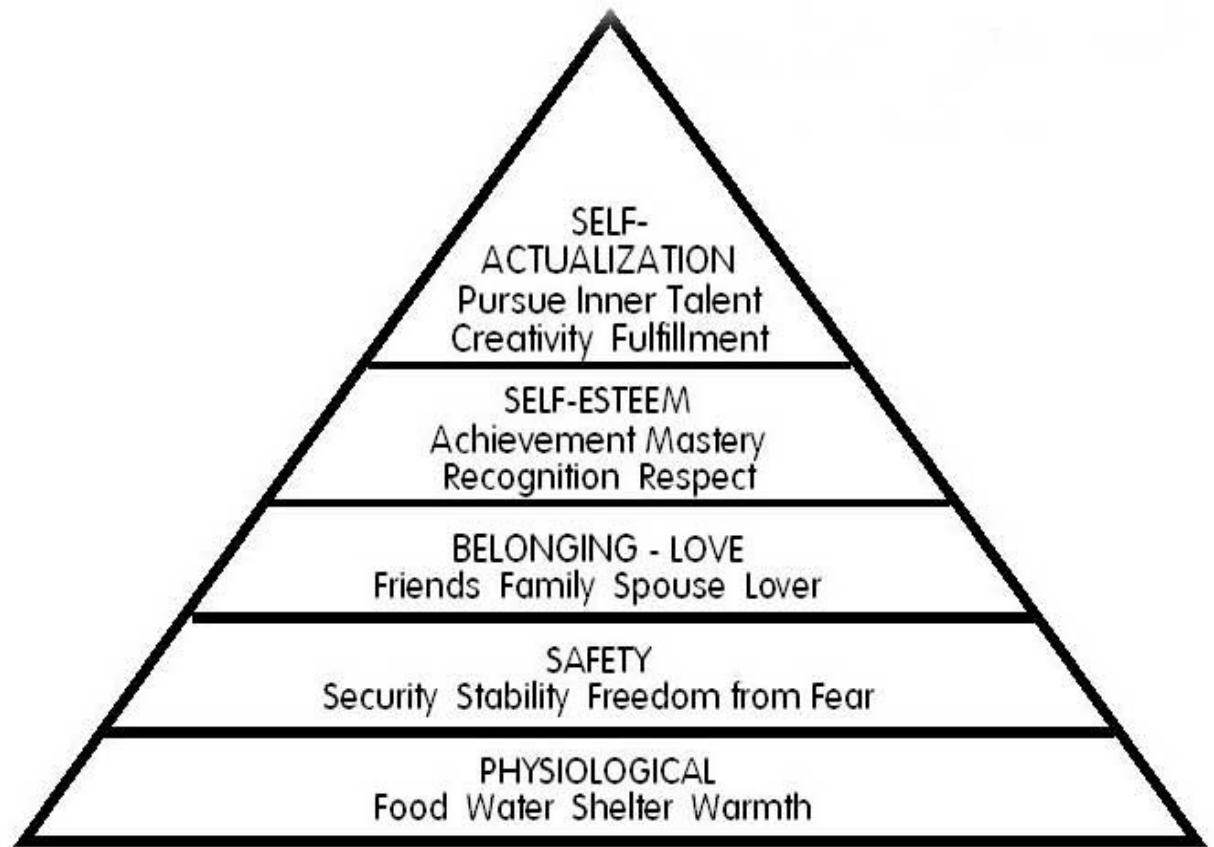 SELF-
ACTUALIZATION
Pursue Inner Talent
Creativity Fulfillment
SELF-ESTEEM
Achievement Mastery
Recognition Respect
BELONGING - LOVE
Friends Family Spouse Lover
SAFETY
Security Stability Freedom from Fear
PHYSIOLOGICAL
Food Water Shelter Warmth